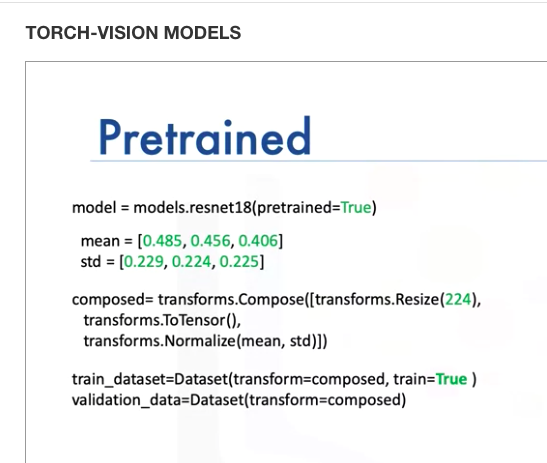 TORCH-VISION MODELS
Pretrained
model = models.resnet18(pretrained=True)
mean = [0.485, 0.456, 0.406]
std = [0.229, 0.224, 0.225]
composed= transforms.Compose([transforms.Resize(224),
transforms.ToTensor(),
transforms.Normalize(mean, std)])
train_dataset=Dataset(transform=composed, train=True )
validation_data=Dataset(transform=composed)